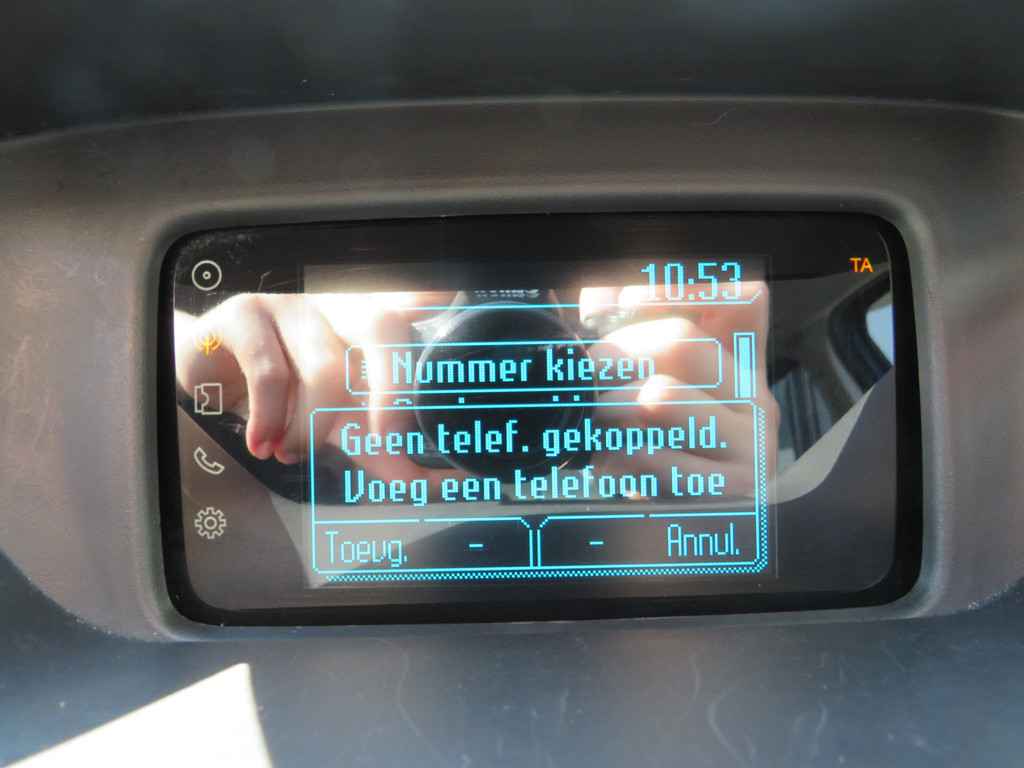 10:53
TA
Nummer kiezen
Geen telef. gekoppeld.
Voeg een telefoon toe
Toevg. - - Annul.